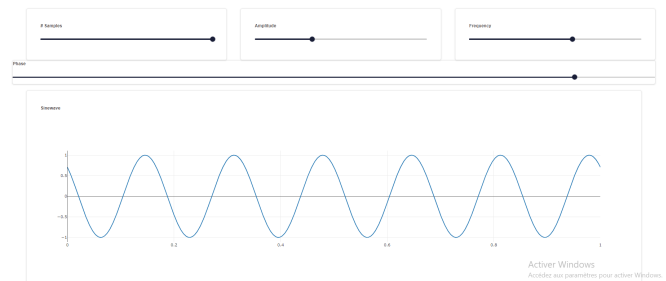 # Samples
Amplitude
Frequency
Phase
Sinewave
1
0.5
0
−0.5
−1
0
0.2
0.4
0.6
0.8
1
Activer Windows
Accédez aux paramètres pour activer Windows.